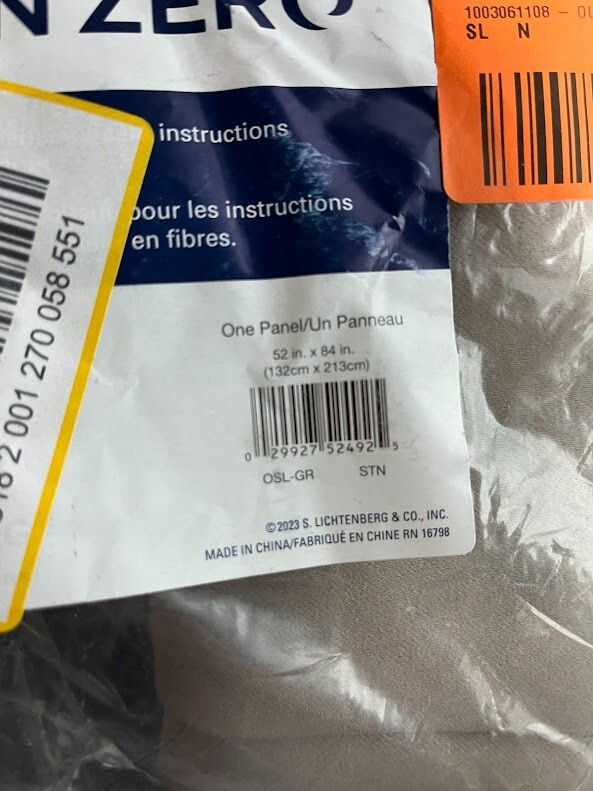 N ZERO
1003061108 –
SL N
instructions
pour les instructions
en fibres.
2 001 270 058 551
One Panel/Un Panneau
52 in. x 84 in.
(132cm x 213cm)
0 29927 52492 5
OSL-GR STN
©2023 S. LICHTENBERG & CO., INC.
MADE IN CHINA/FABRIQUÉ EN CHINE RN 16798